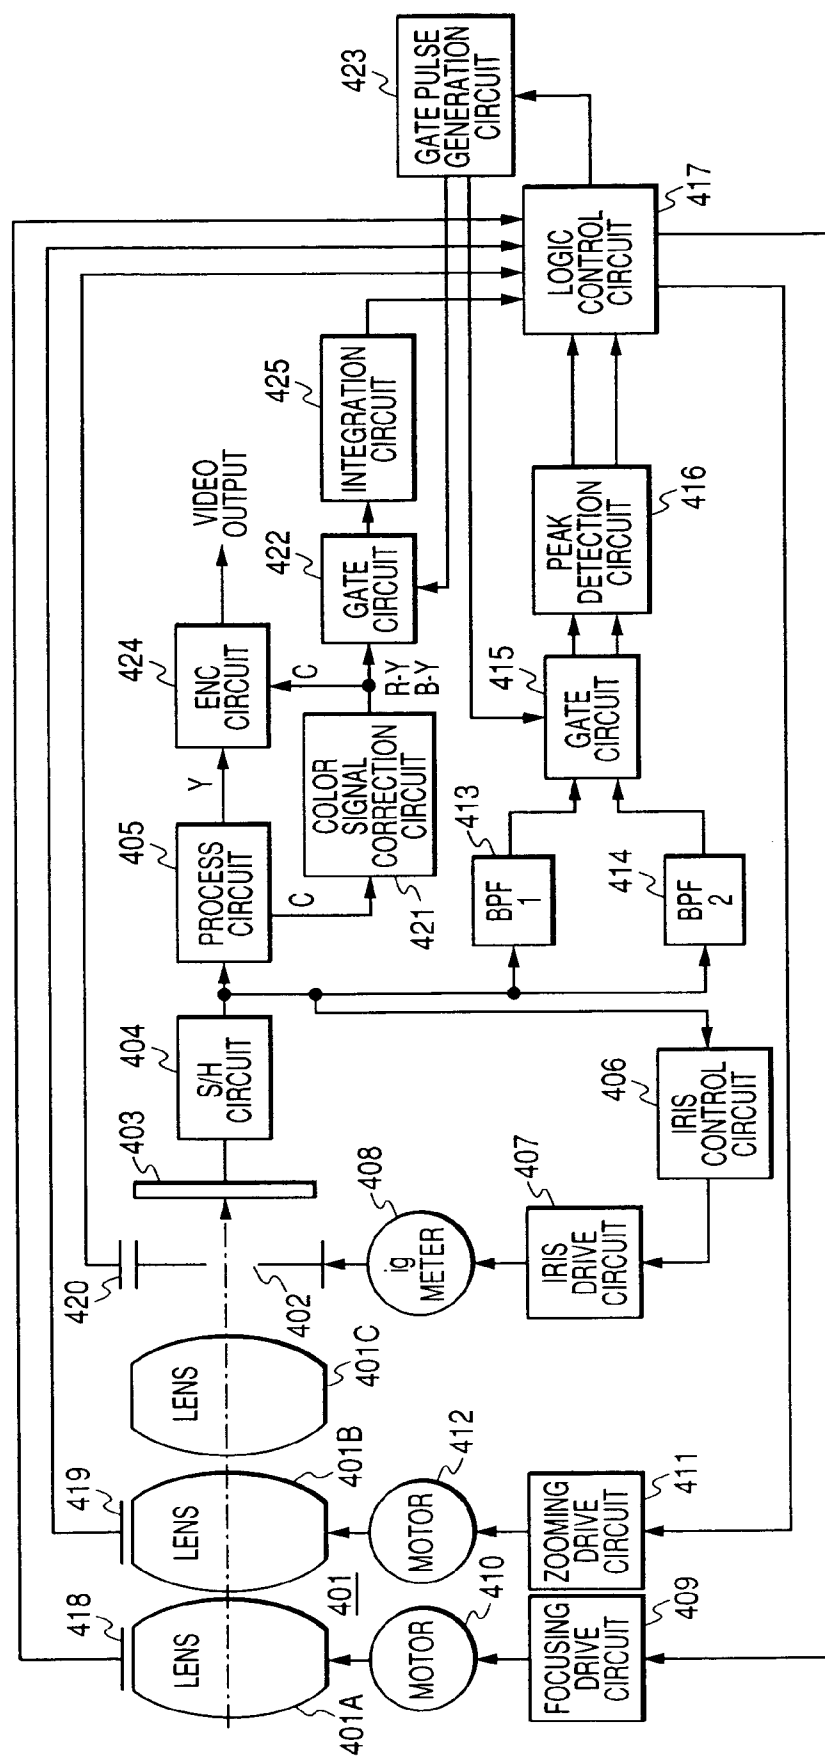 418
LENS
401A
419
LENS
401B
401
LENS
401C
420
402
403
404
S/H
CIRCUIT
405
PROCESS
CIRCUIT
Y
C
424
ENC
CIRCUIT
VIDEO
OUTPUT
C
COLOR
SIGNAL
CORRECTION
CIRCUIT
421
R-Y
B-Y
422
GATE
CIRCUIT
425
INTEGRATION
CIRCUIT
423
GATE PULSE
GENERATION
CIRCUIT
MOTOR
410
MOTOR
412
ig
METER
408
413
BPF
1
414
BPF
2
415
GATE
CIRCUIT
PEAK
DETECTION
CIRCUIT
416
LOGIC
CONTROL
CIRCUIT
417
FOCUSING
DRIVE
CIRCUIT
409
ZOOMING
DRIVE
CIRCUIT
411
IRIS
DRIVE
CIRCUIT
407
IRIS
CONTROL
CIRCUIT
406